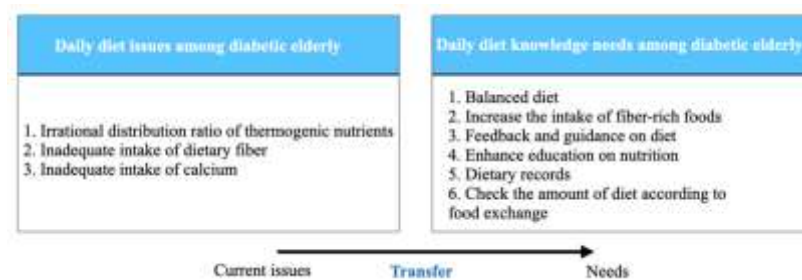 Daily diet issues among diabetic elderly
1. Irrational distribution ratio of thermogenic nutrients
2. Inadequate intake of dietary fiber
3. Inadequate intake of calcium
Daily diet knowledge needs among diabetic elderly
1. Balanced diet
2. Increase the intake of fiber-rich foods
3. Feedback and guidance on diet
4. Enhance education on nutrition
5. Dietary records
6. Check the amount of diet according to
food exchange
Current issues Transfer Needs